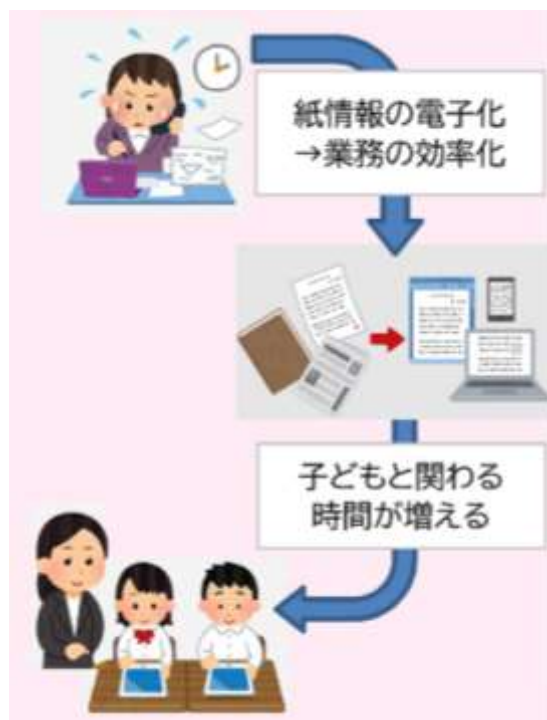 紙情報の電子化
→業務の効率化
子どもと関わる
時間が増える